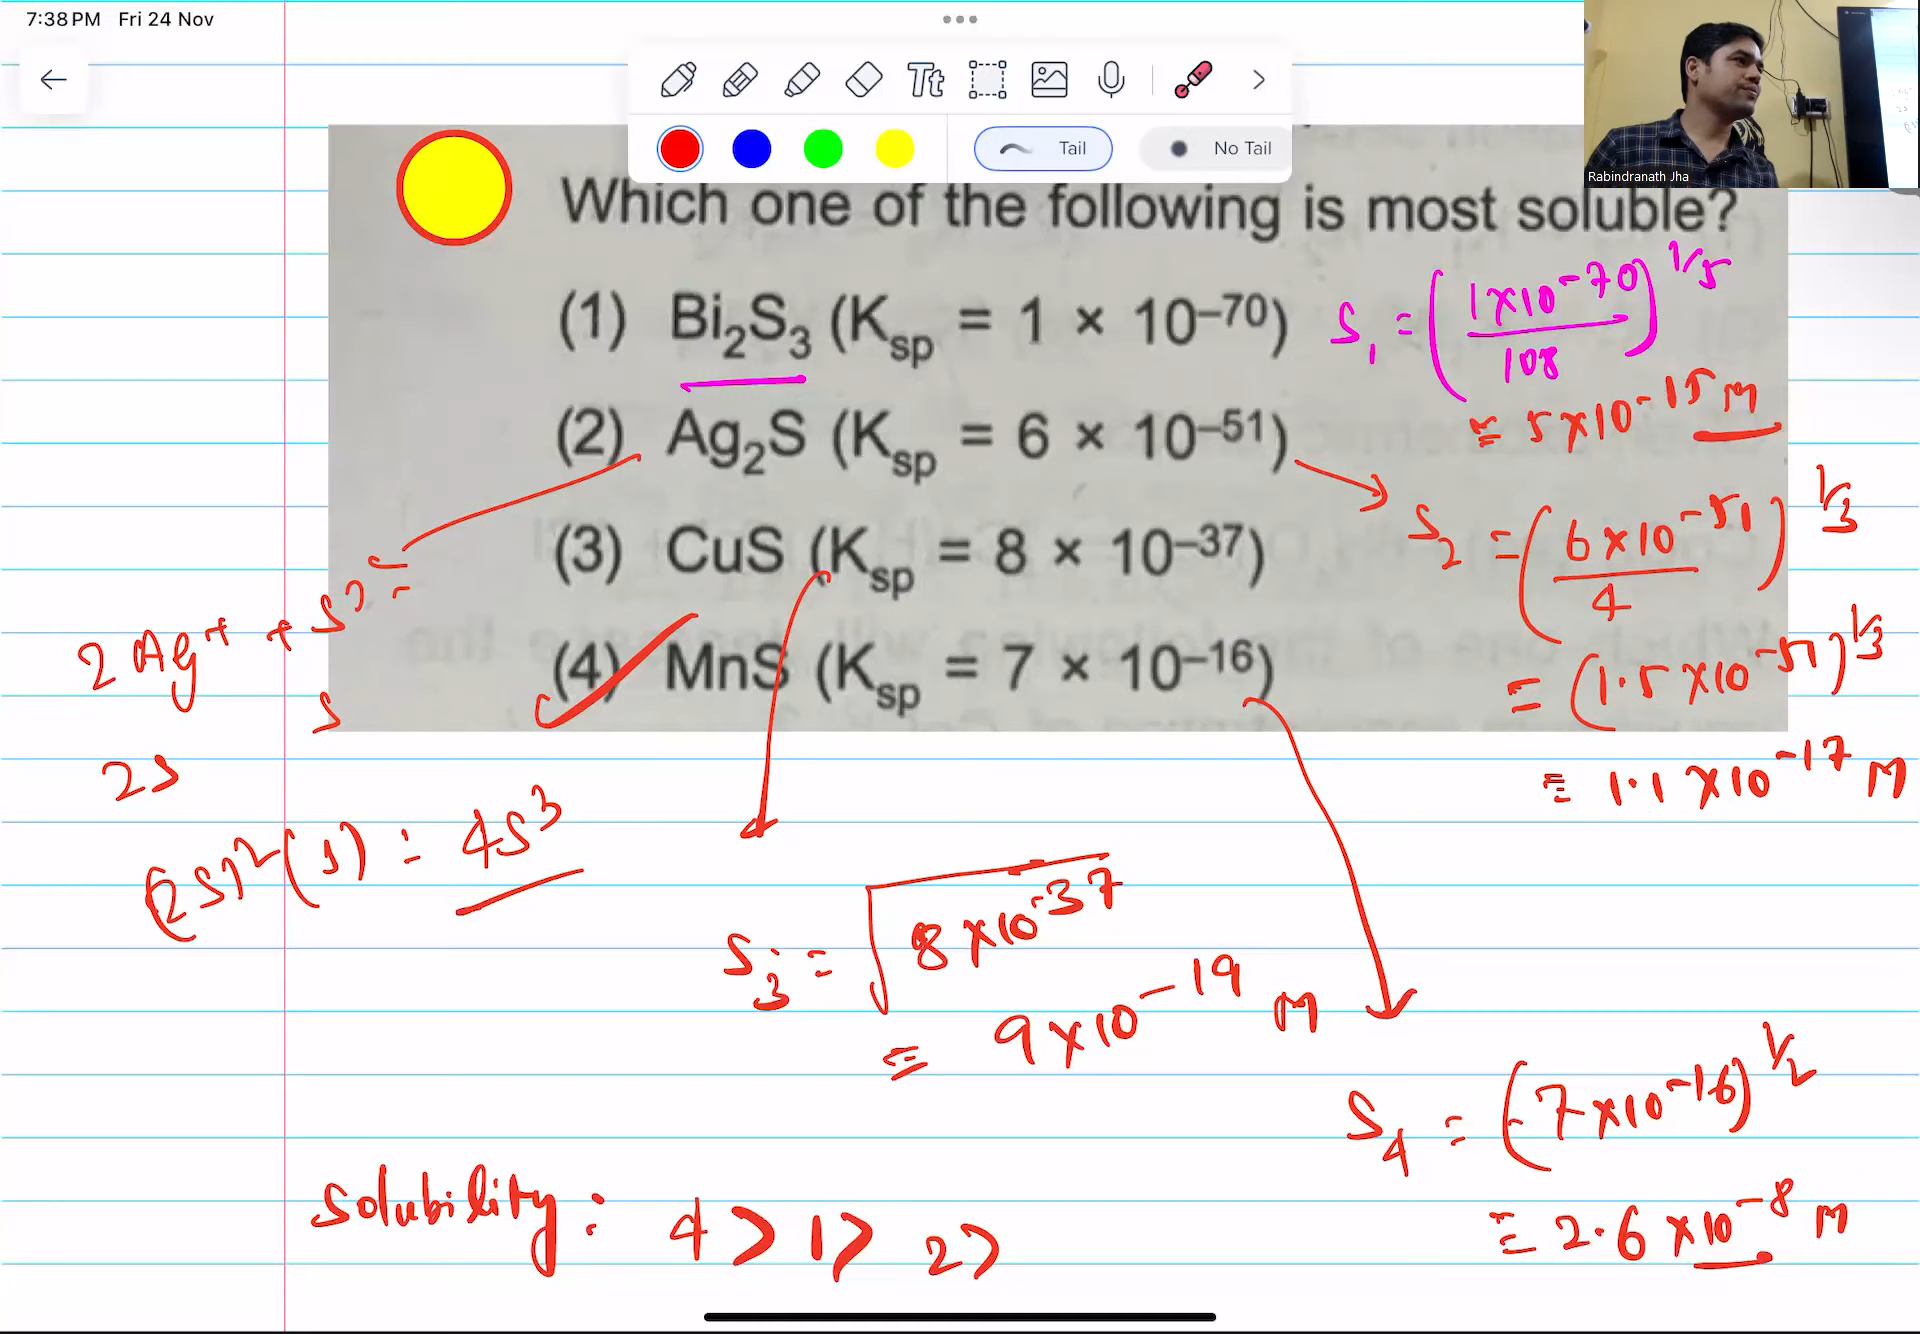 7:38 PM Fri 24 Nov
Tt
Tail
No Tail
Rabindranath Jha
Which one of the following is most soluble?
(1) Bi₂S₃ (Ksp = 1 × 10⁻⁷⁰)
S₁ = (1×10⁻⁷⁰/108)^1/5
≡ 5×10⁻¹⁵ M
(2) Ag₂S (Ksp = 6 × 10⁻⁵¹)
S₂ = (6×10⁻⁵¹/4)^1/3
= (1.5×10⁻⁵¹)^1/3
≡ 1.1×10⁻¹⁷ M
(3) CuS (Ksp = 8 × 10⁻³⁷)
(4) MnS (Ksp = 7 × 10⁻¹⁶)
2Ag⁺ + S²⁻
2s s
(2s)²(s) = 4s³
S₃ = √8×10⁻³⁷
= 9×10⁻¹⁹ M
S₄ = (7×10⁻¹⁶)^1/2
≡ 2.6×10⁻⁸ M
Solubility: 4>1>2>